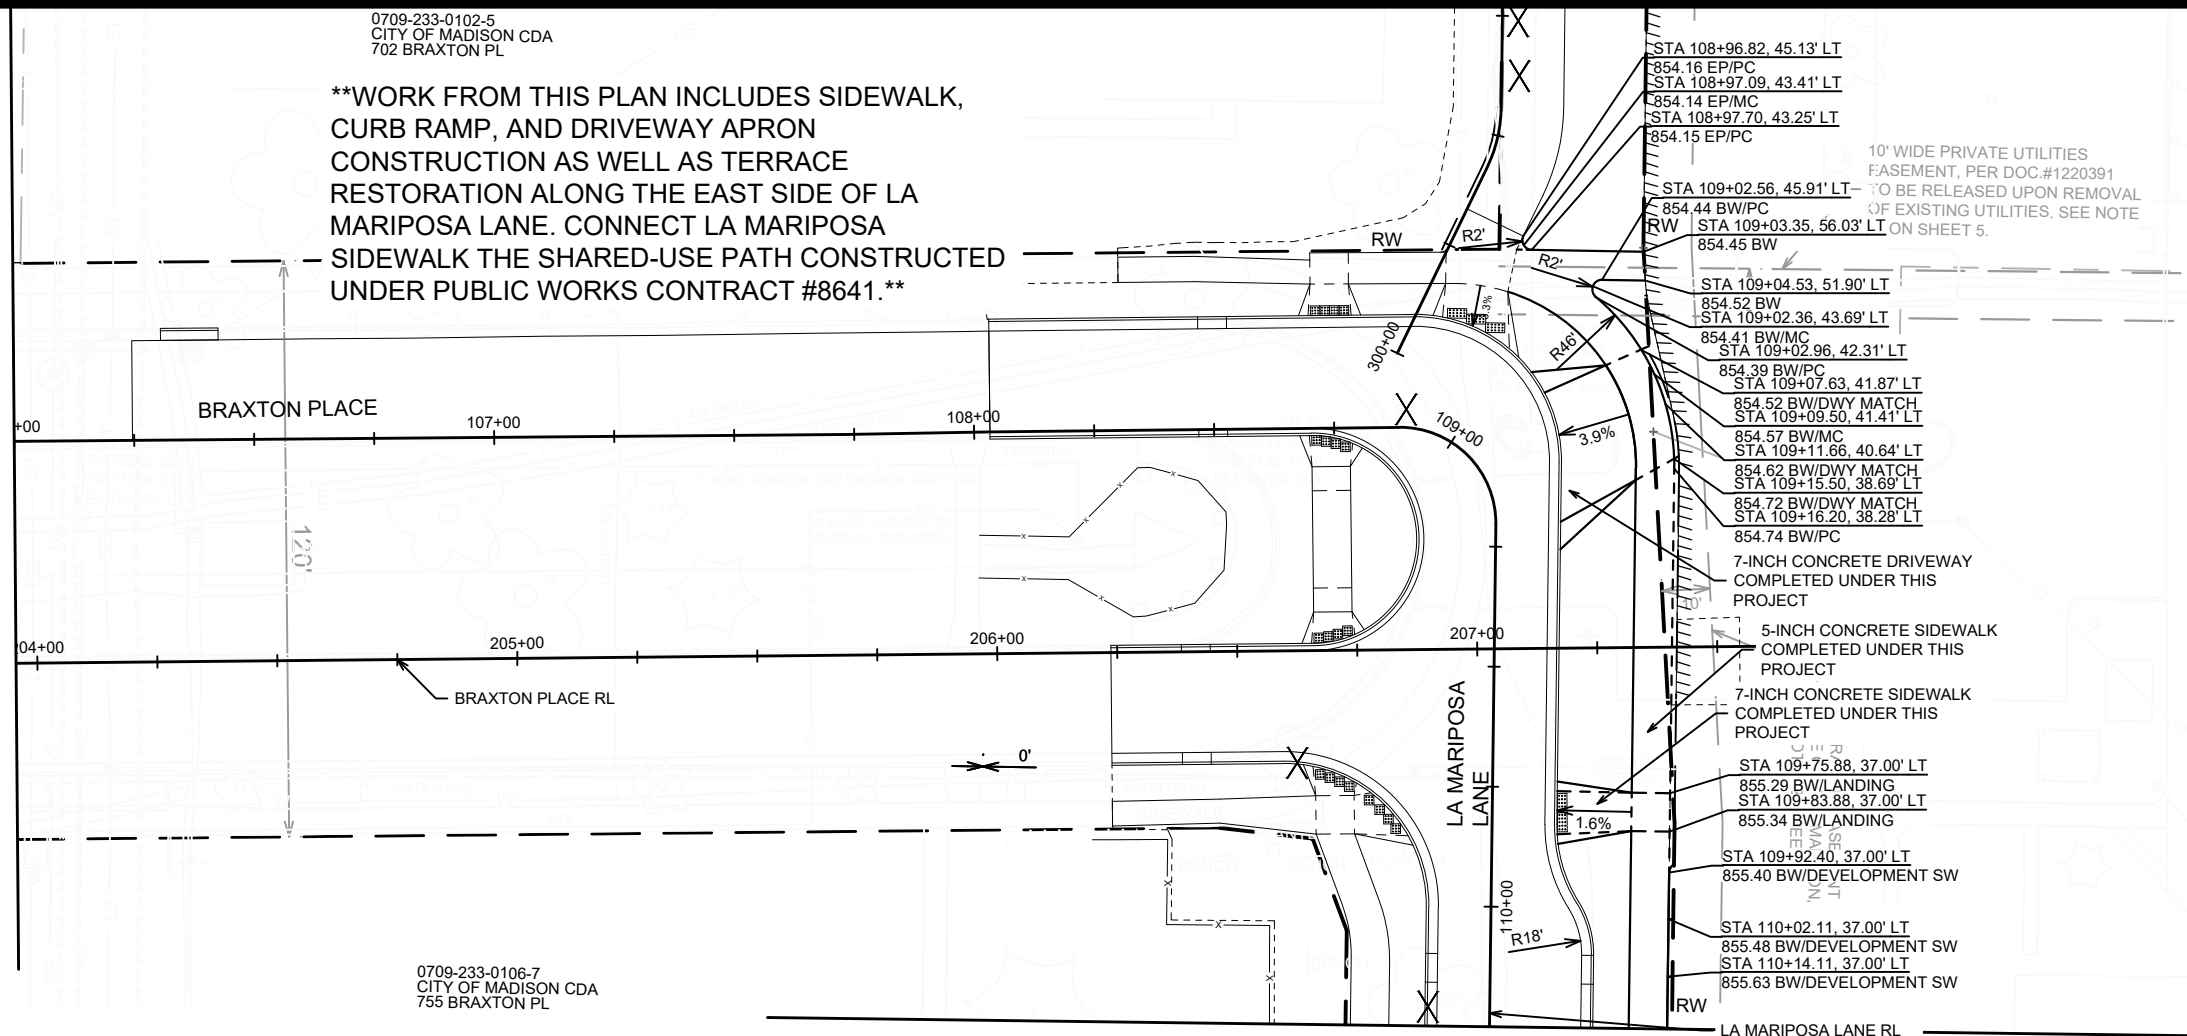 0709-233-0102-5
CITY OF MADISON CDA
702 BRAXTON PL
**WORK FROM THIS PLAN INCLUDES SIDEWALK,
CURB RAMP, AND DRIVEWAY APRON
CONSTRUCTION AS WELL AS TERRACE
RESTORATION ALONG THE EAST SIDE OF LA
MARIPOSA LANE. CONNECT LA MARIPOSA
SIDEWALK THE SHARED-USE PATH CONSTRUCTED
UNDER PUBLIC WORKS CONTRACT #8641.**
STA 108+96.82, 45.13' LT
854.16 EP/PC
STA 108+97.09, 43.41' LT
854.14 EP/MC
STA 108+97.70, 43.25' LT
854.15 EP/PC
10' WIDE PRIVATE UTILITIES
EASEMENT, PER DOC.#1220391
TO BE RELEASED UPON REMOVAL
OF EXISTING UTILITIES. SEE NOTE
ON SHEET 5.
STA 109+02.56, 45.91' LT
854.44 BW/PC
RW
STA 109+03.35, 56.03' LT
854.45 BW
RW
R2'
R2'
STA 109+04.53, 51.90' LT
854.52 BW
STA 109+02.36, 43.69' LT
854.41 BW/MC
STA 109+02.96, 42.31' LT
854.39 BW/PC
STA 109+07.63, 41.87' LT
854.52 BW/DWY MATCH
STA 109+09.50, 41.41' LT
854.57 BW/MC
STA 109+11.66, 40.64' LT
854.62 BW/DWY MATCH
STA 109+15.50, 38.69' LT
854.72 BW/DWY MATCH
STA 109+16.20, 38.28' LT
854.74 BW/PC
300+00
R46'
3.9%
BRAXTON PLACE
+00
107+00
108+00
109+00
120'
7-INCH CONCRETE DRIVEWAY
COMPLETED UNDER THIS
PROJECT
10'
204+00
205+00
206+00
207+00
5-INCH CONCRETE SIDEWALK
COMPLETED UNDER THIS
PROJECT
BRAXTON PLACE RL
7-INCH CONCRETE SIDEWALK
COMPLETED UNDER THIS
PROJECT
LA MARIPOSA
LANE
0'
STA 109+75.88, 37.00' LT
855.29 BW/LANDING
STA 109+83.88, 37.00' LT
855.34 BW/LANDING
1.6%
STA 109+92.40, 37.00' LT
855.40 BW/DEVELOPMENT SW
110+00
R18'
STA 110+02.11, 37.00' LT
855.48 BW/DEVELOPMENT SW
STA 110+14.11, 37.00' LT
855.63 BW/DEVELOPMENT SW
0709-233-0106-7
CITY OF MADISON CDA
755 BRAXTON PL
RW
LA MARIPOSA LANE RL